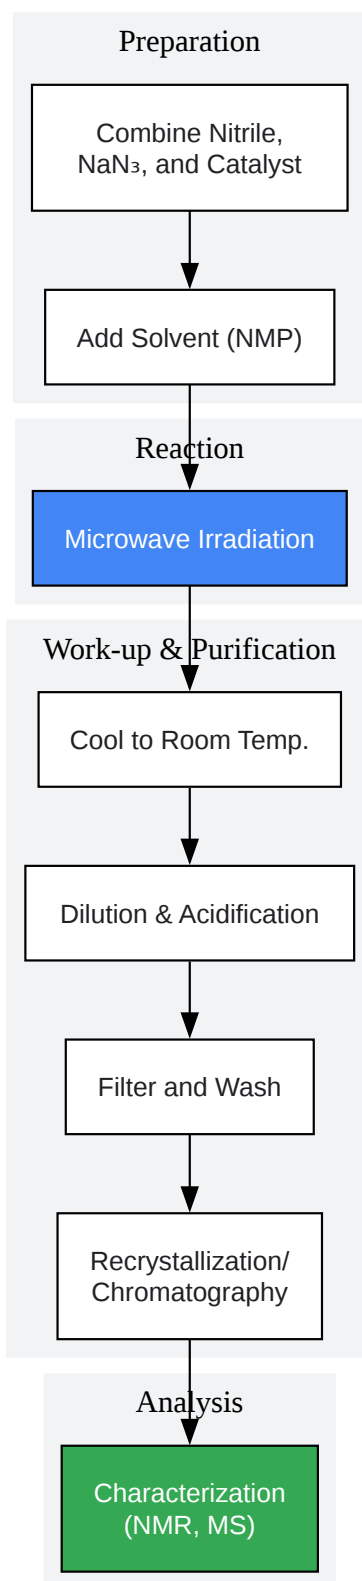 Preparation
Combine Nitrile,
NaN₃, and Catalyst
Add Solvent (NMP)
Reaction
Microwave Irradiation
Work-up & Purification
Cool to Room Temp.
Dilution & Acidification
Filter and Wash
Recrystallization/
Chromatography
Analysis
Characterization
(NMR, MS)